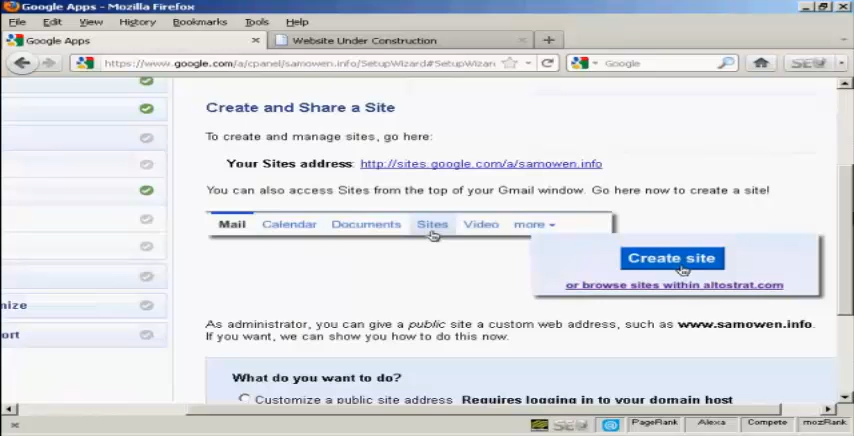 Google Apps - Mozilla Firefox
File Edit View History Bookmarks Tools Help
Google Apps × Website Under Construction × +
https://www.google.com/a/cpanel/samowen.info/SetupWizard#SetupWizar
Google
Create and Share a Site
To create and manage sites, go here:
Your Sites address: http://sites.google.com/a/samowen.info
You can also access Sites from the top of your Gmail window. Go here now to create a site!
Mail Calendar Documents Sites Video more
Create site
or browse sites within altostrat.com
nize
As administrator, you can give a public site a custom web address, such as www.samowen.info.
ort
If you want, we can show you how to do this now.
What do you want to do?
Customize a public site address Requires logging in to your domain host
× PageRank Alexa Compete mozRank